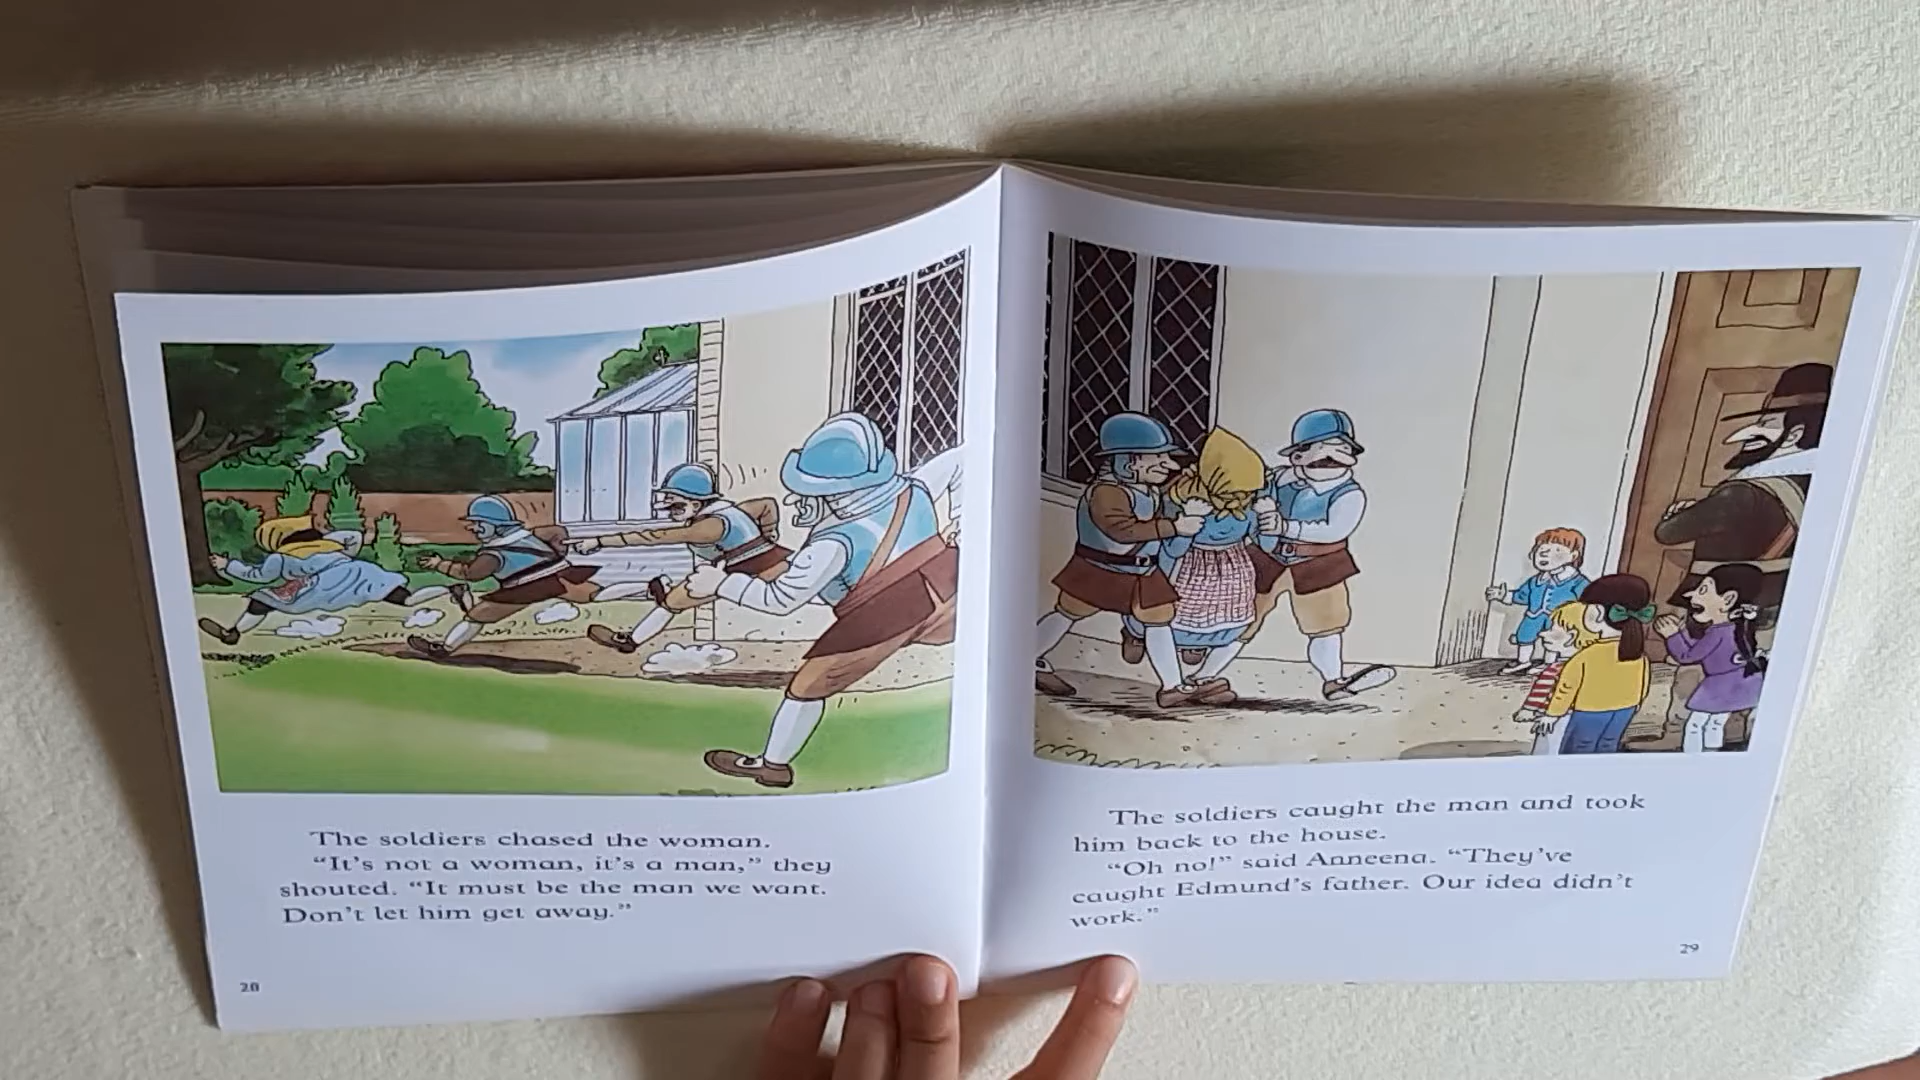 The soldiers chased the woman.
“It’s not a woman, it’s a man,” they
shouted. “It must be the man we want.
Don’t let him get away.”
28
The soldiers caught the man and took
him back to the house.
“Oh no!” said Anneena. “They’ve
caught Edmund’s father. Our idea didn’t
work.”
29